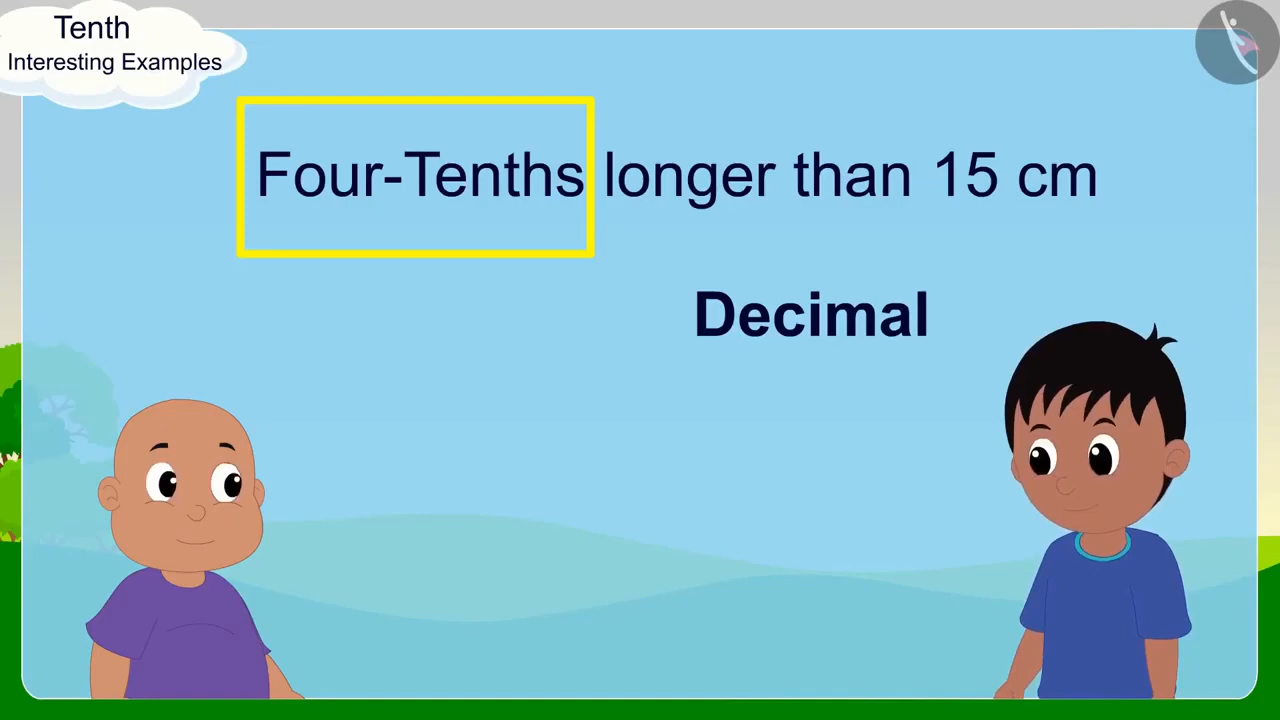 Tenth
Interesting Examples
Four-Tenths longer than 15 cm
Decimal